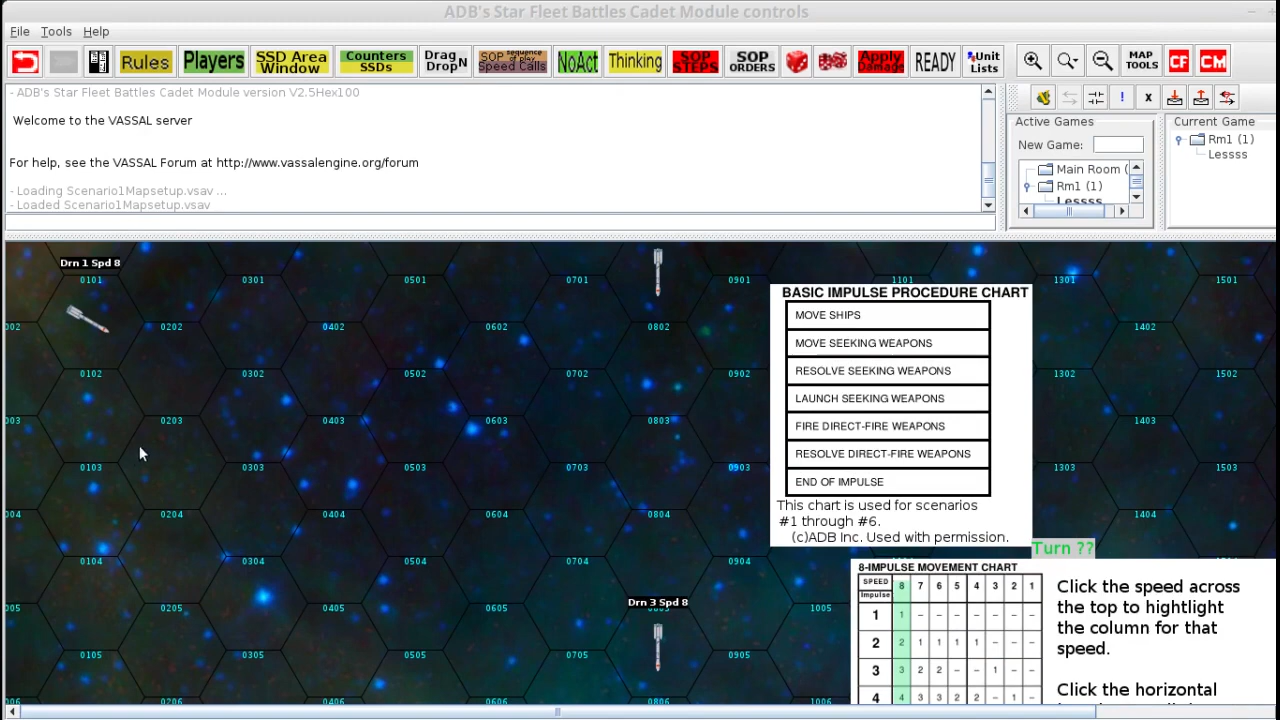 ADB's Star Fleet Battles Cadet Module controls
File Tools Help
Rules
Players
SSD Area
Window
Counters
SSDs
Drag
DropN
SOP sequence of play
Speed Calls
NoAct
Thinking
SOP
STEPS
SOP
ORDERS
Apply
Damage
READY
Unit
Lists
MAP
TOOLS
CF
CM
- ADB's Star Fleet Battles Cadet Module version V2.5Hex100
Welcome to the VASSAL server
For help, see the VASSAL Forum at http://www.vassalengine.org/forum
- Loading Scenario1Mapsetup.vsav ...
- Loaded Scenario1Mapsetup.vsav
! x
Active Games
New Game:
Main Room (
Rm1 (1)
Lessss
Current Game
Rm1 (1)
Lessss
Drn 1 Spd 8
0101 0301 0501 0701 0901 1101 1301 1501
002 0202 0402 0602 0802 1402
0102 0302 0502 0702 0902 1302 1502
003 0203 0403 0603 0803 1403
0103 0303 0503 0703 0903 1303 1503
004 0204 0404 0604 0804 1404
0104 0304 0504 0704 0904
005 0205 0405 0605 1005
Drn 3 Spd 8
0105 0305 0505 0705 0905
006 0206 0406 0606 0806
BASIC IMPULSE PROCEDURE CHART
MOVE SHIPS
MOVE SEEKING WEAPONS
RESOLVE SEEKING WEAPONS
LAUNCH SEEKING WEAPONS
FIRE DIRECT-FIRE WEAPONS
RESOLVE DIRECT-FIRE WEAPONS
END OF IMPULSE
This chart is used for scenarios
#1 through #6.
(c)ADB Inc. Used with permission.
Turn ??
8-IMPULSE MOVEMENT CHART
SPEED 8 7 6 5 4 3 2 1
Impulse
1 1 – – – – – – –
2 2 1 1 1 1 – – –
3 3 2 2 – – 1 – –
4 4 3 3 2 2 – 1 –
Click the speed across
the top to hightlight
the column for that
speed.
Click the horizontal